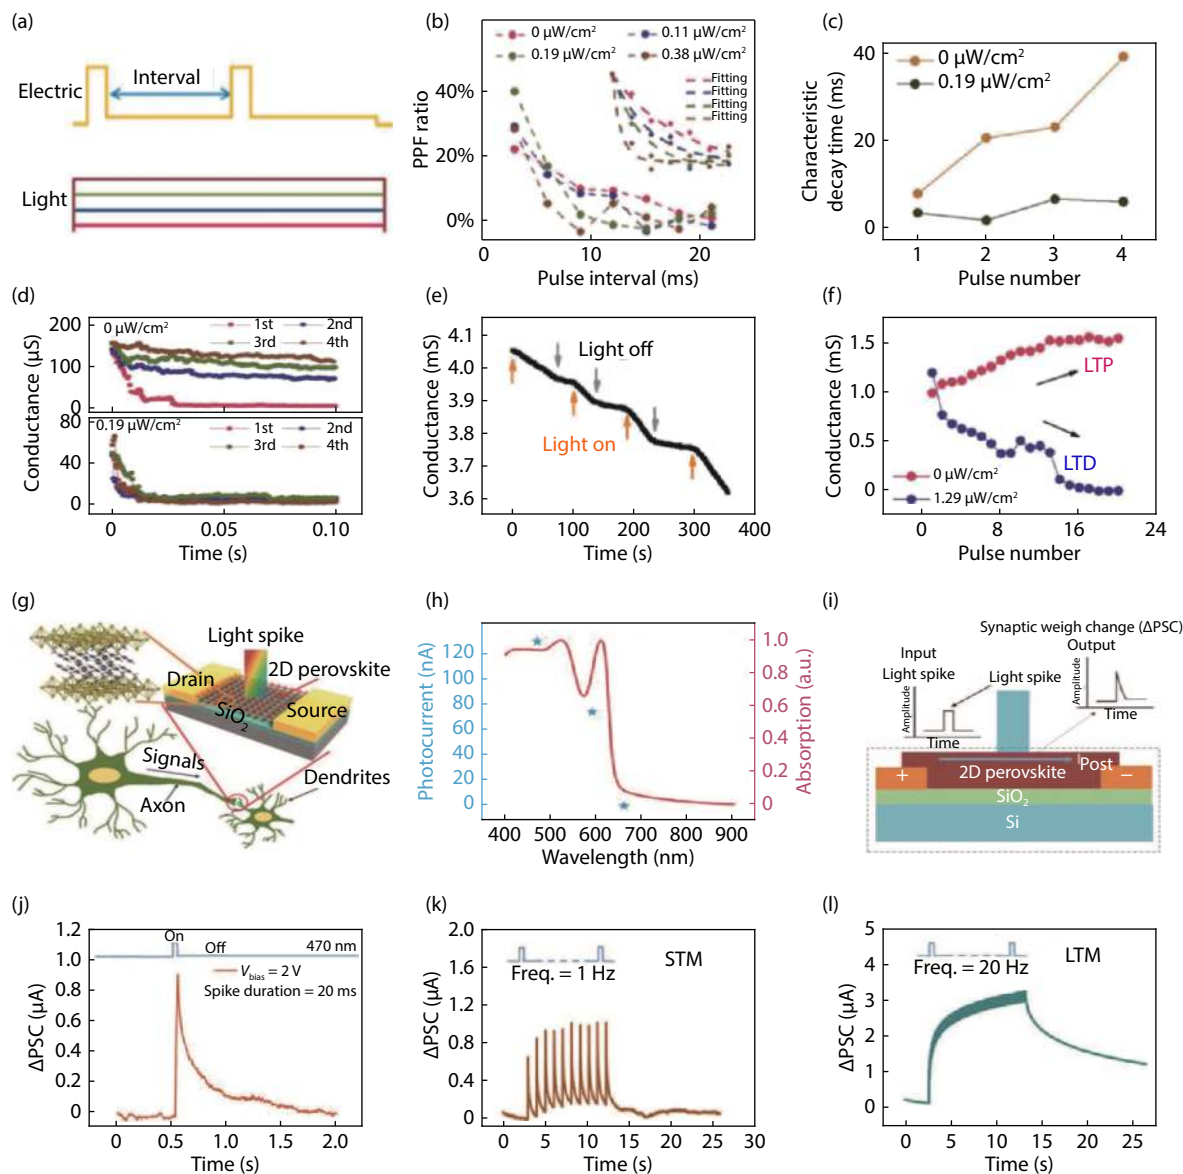 (a)
Electric
Interval
Light
(b)
0 μW/cm²
0.11 μW/cm²
0.19 μW/cm²
0.38 μW/cm²
Fitting
Fitting
Fitting
Fitting
PPF ratio
40%
20%
0%
0
10
20
Pulse interval (ms)
(c)
0 μW/cm²
0.19 μW/cm²
Characteristic
decay time (ms)
40
20
0
1
2
3
4
Pulse number
(d)
200
0 μW/cm²
1st
2nd
3rd
4th
100
0
80
0.19 μW/cm²
1st
2nd
3rd
4th
40
0
Conductance (μS)
0
0.05
0.10
Time (s)
(e)
Conductance (mS)
4.1
4.0
3.9
3.8
3.7
3.6
Light off
Light on
0
100
200
300
400
Time (s)
(f)
Conductance (mS)
1.5
1.0
0.5
0
LTP
LTD
0 μW/cm²
1.29 μW/cm²
0
8
16
24
Pulse number
(g)
Light spike
2D perovskite
Drain
SiO₂
Source
Signals
Axon
Dendrites
(h)
Photocurrent (nA)
120
100
80
60
40
20
0
Absorption (a.u.)
1.0
0.8
0.6
0.4
0.2
0
400
500
600
700
800
900
Wavelength (nm)
(i)
Synaptic weigh change (ΔPSC)
Input
Output
Light spike
Light spike
Amplitude
Time
Amplitude
Time
+
2D perovskite
Post
−
SiO₂
Si
(j)
ΔPSC (μA)
1.2
1.0
0.8
0.6
0.4
0.2
0
On
Off
470 nm
V_bias = 2 V
Spike duration = 20 ms
0
0.5
1.0
1.5
2.0
Time (s)
(k)
ΔPSC (μA)
2.0
1.6
1.2
0.8
0.4
0
Freq. = 1 Hz
STM
0
5
10
15
20
25
30
Time (s)
(l)
ΔPSC (μA)
5
4
3
2
1
0
Freq. = 20 Hz
LTM
0
5
10
15
20
25
Time (s)